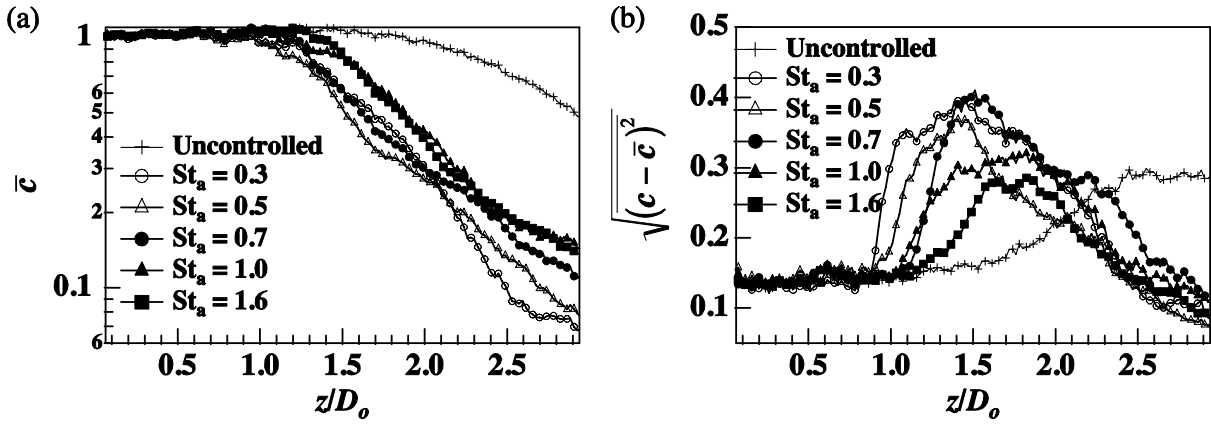 (a)
1
6
5
4
3
2
0.1
6
c̅
Uncontrolled
St_a = 0.3
St_a = 0.5
St_a = 0.7
St_a = 1.0
St_a = 1.6
0.5 1.0 1.5 2.0 2.5
z/D_o
(b)
0.5
0.4
0.3
0.2
0.1
√(c − c̅)²
Uncontrolled
St_a = 0.3
St_a = 0.5
St_a = 0.7
St_a = 1.0
St_a = 1.6
0.5 1.0 1.5 2.0 2.5
z/D_o